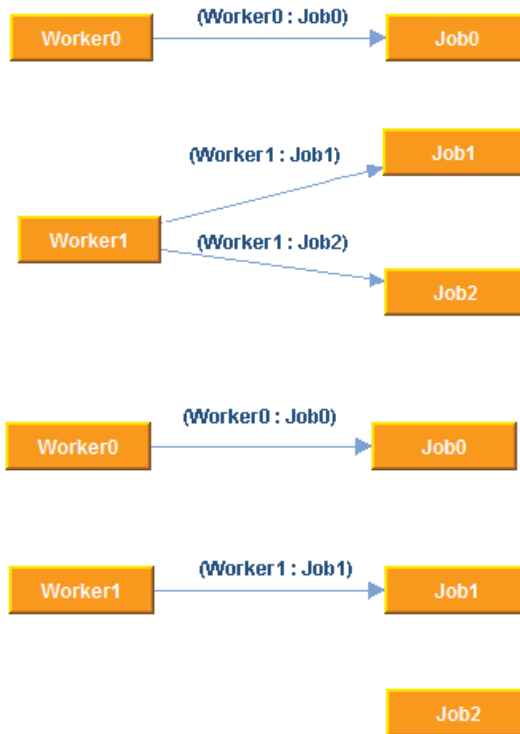 (Worker0 : Job0)
Worker0
Job0
(Worker1 : Job1)
Job1
Worker1
(Worker1 : Job2)
Job2
(Worker0 : Job0)
Worker0
Job0
(Worker1 : Job1)
Worker1
Job1
Job2